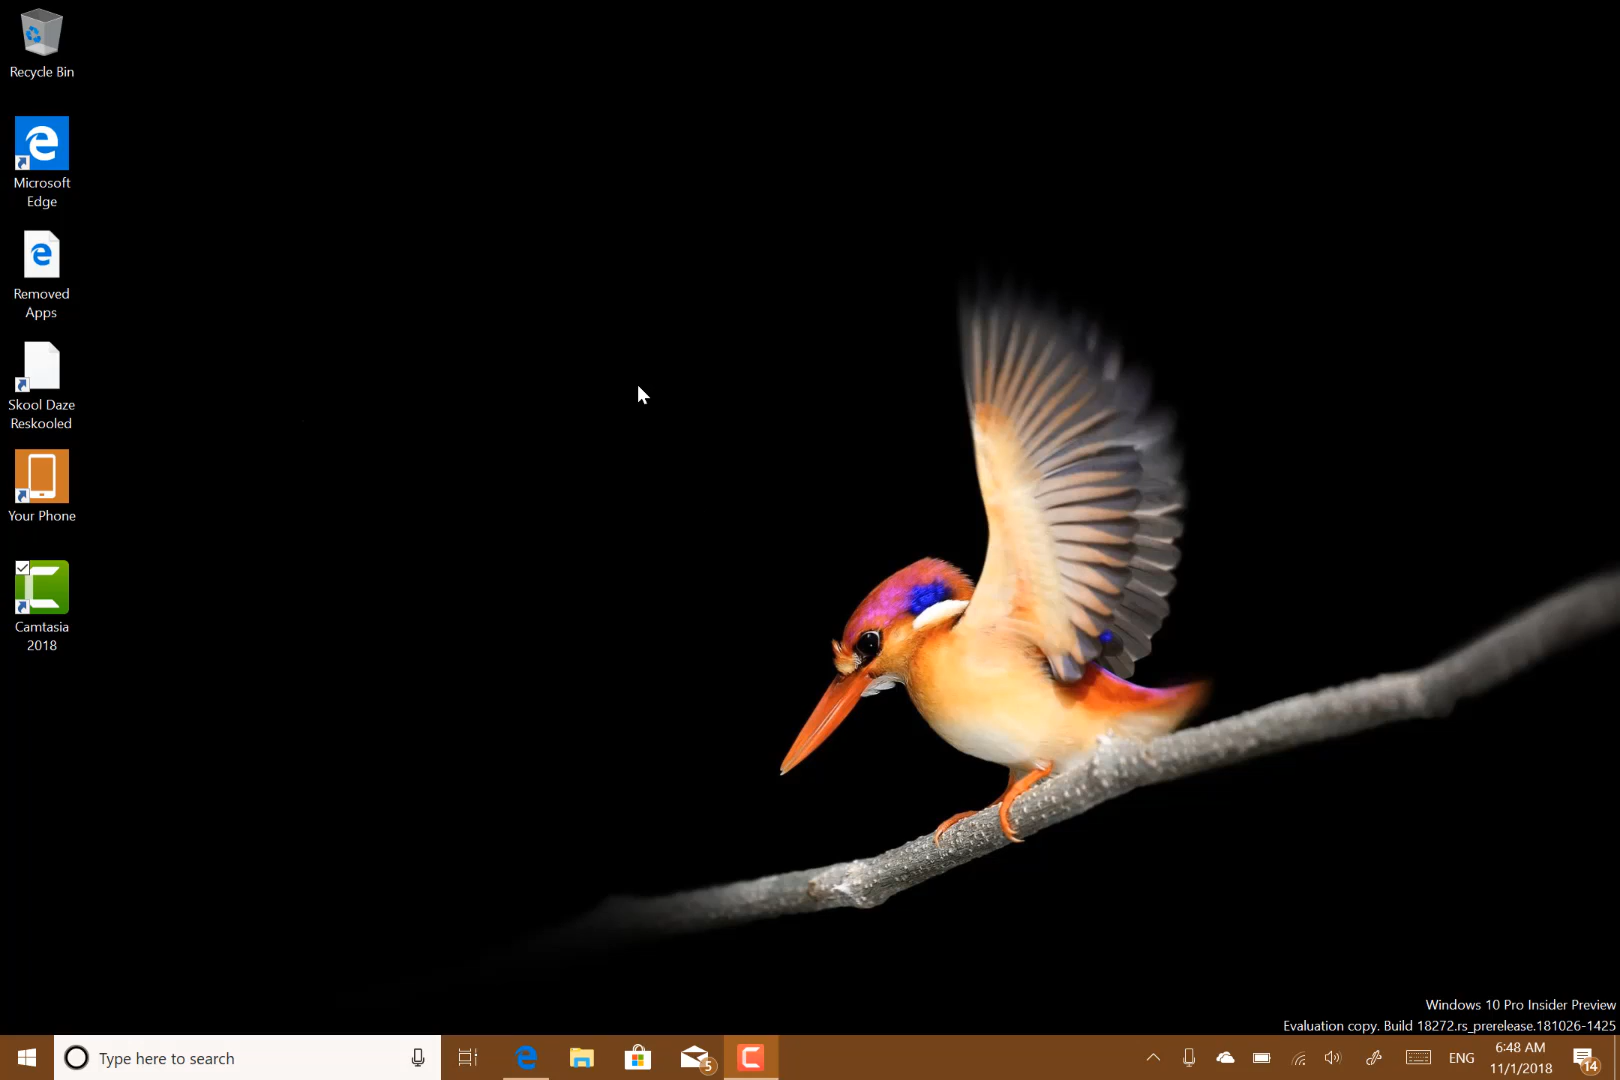 Recycle Bin
Microsoft
Edge
Removed
Apps
Skool Daze
Reskooled
Your Phone
Camtasia
2018
Windows 10 Pro Insider Preview
Evaluation copy. Build 18272.rs_prerelease.181026-1425
Type here to search
5
ENG
6:48 AM
11/1/2018
14